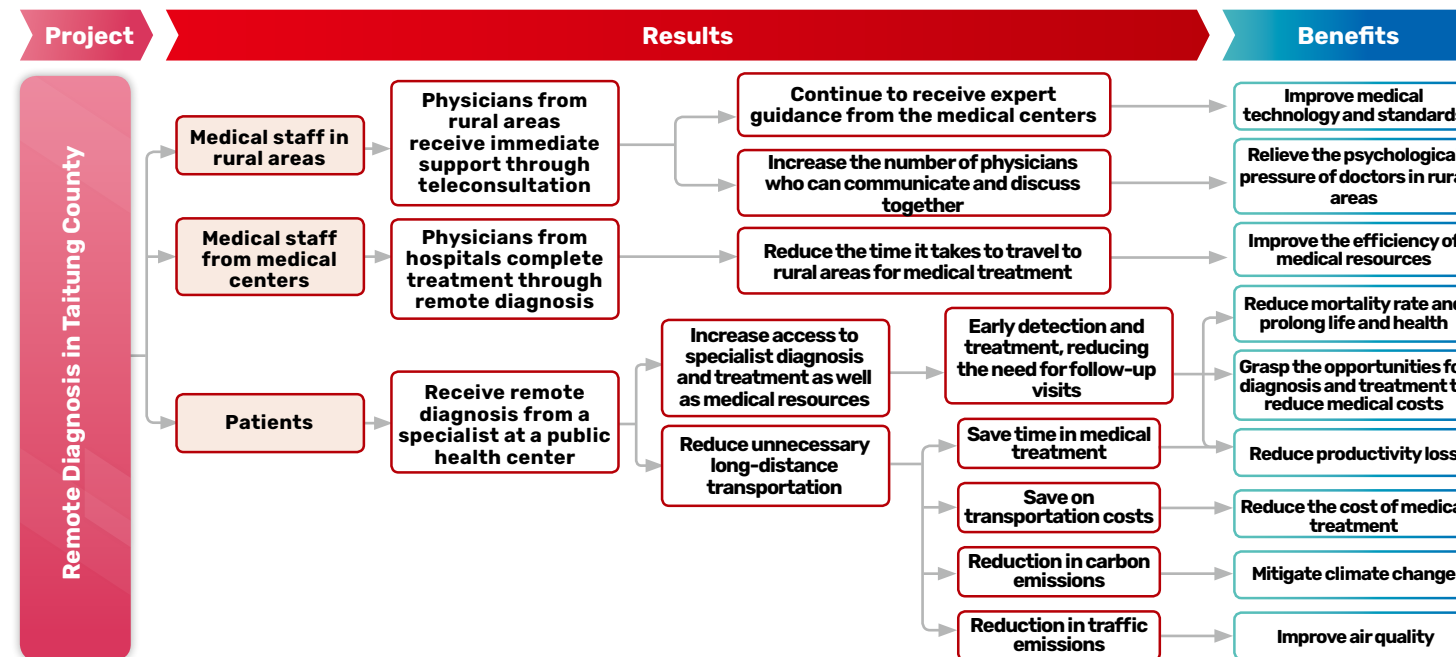 Project
Results
Benefits
Remote Diagnosis in Taitung County
Medical staff in
rural areas
Physicians from
rural areas
receive immediate
support through
teleconsultation
Continue to receive expert
guidance from the medical centers
Improve medical
technology and standard
Increase the number of physicians
who can communicate and discuss
together
Relieve the psychologica
pressure of doctors in rura
areas
Medical staff
from medical
centers
Physicians from
hospitals complete
treatment through
remote diagnosis
Reduce the time it takes to travel to
rural areas for medical treatment
Improve the efficiency of
medical resources
Patients
Receive remote
diagnosis from a
specialist at a public
health center
Increase access to
specialist diagnosis
and treatment as well
as medical resources
Early detection and
treatment, reducing
the need for follow-up
visits
Reduce mortality rate and
prolong life and health
Grasp the opportunities fo
diagnosis and treatment t
reduce medical costs
Reduce unnecessary
long-distance
transportation
Save time in medical
treatment
Reduce productivity loss
Save on
transportation costs
Reduce the cost of medica
treatment
Reduction in carbon
emissions
Mitigate climate change
Reduction in traffic
emissions
Improve air quality